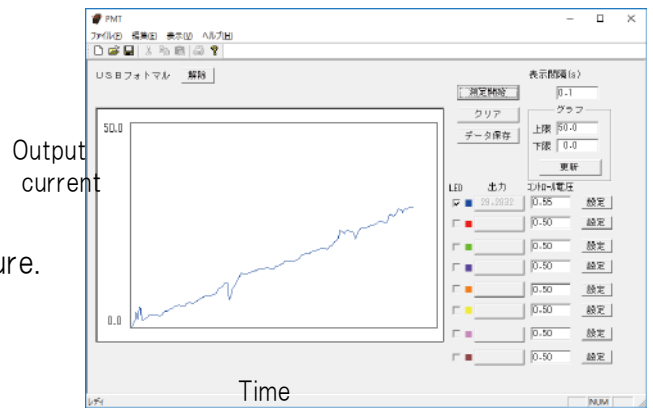 PMT
ファイル(F) 編集(E) 表示(V) ヘルプ(H)
USBフォトマル 解除
表示間隔(s)
測定開始 0.1
クリア グラフ
データ保存 上限 50.0
下限 0.0
更新
50.0
Output
current
ure.
0.0
LED 出力 コントロール電圧
29.2932 0.55 設定
0.50 設定
0.50 設定
0.50 設定
0.50 設定
0.50 設定
0.50 設定
0.50 設定
Time
レディ NUM